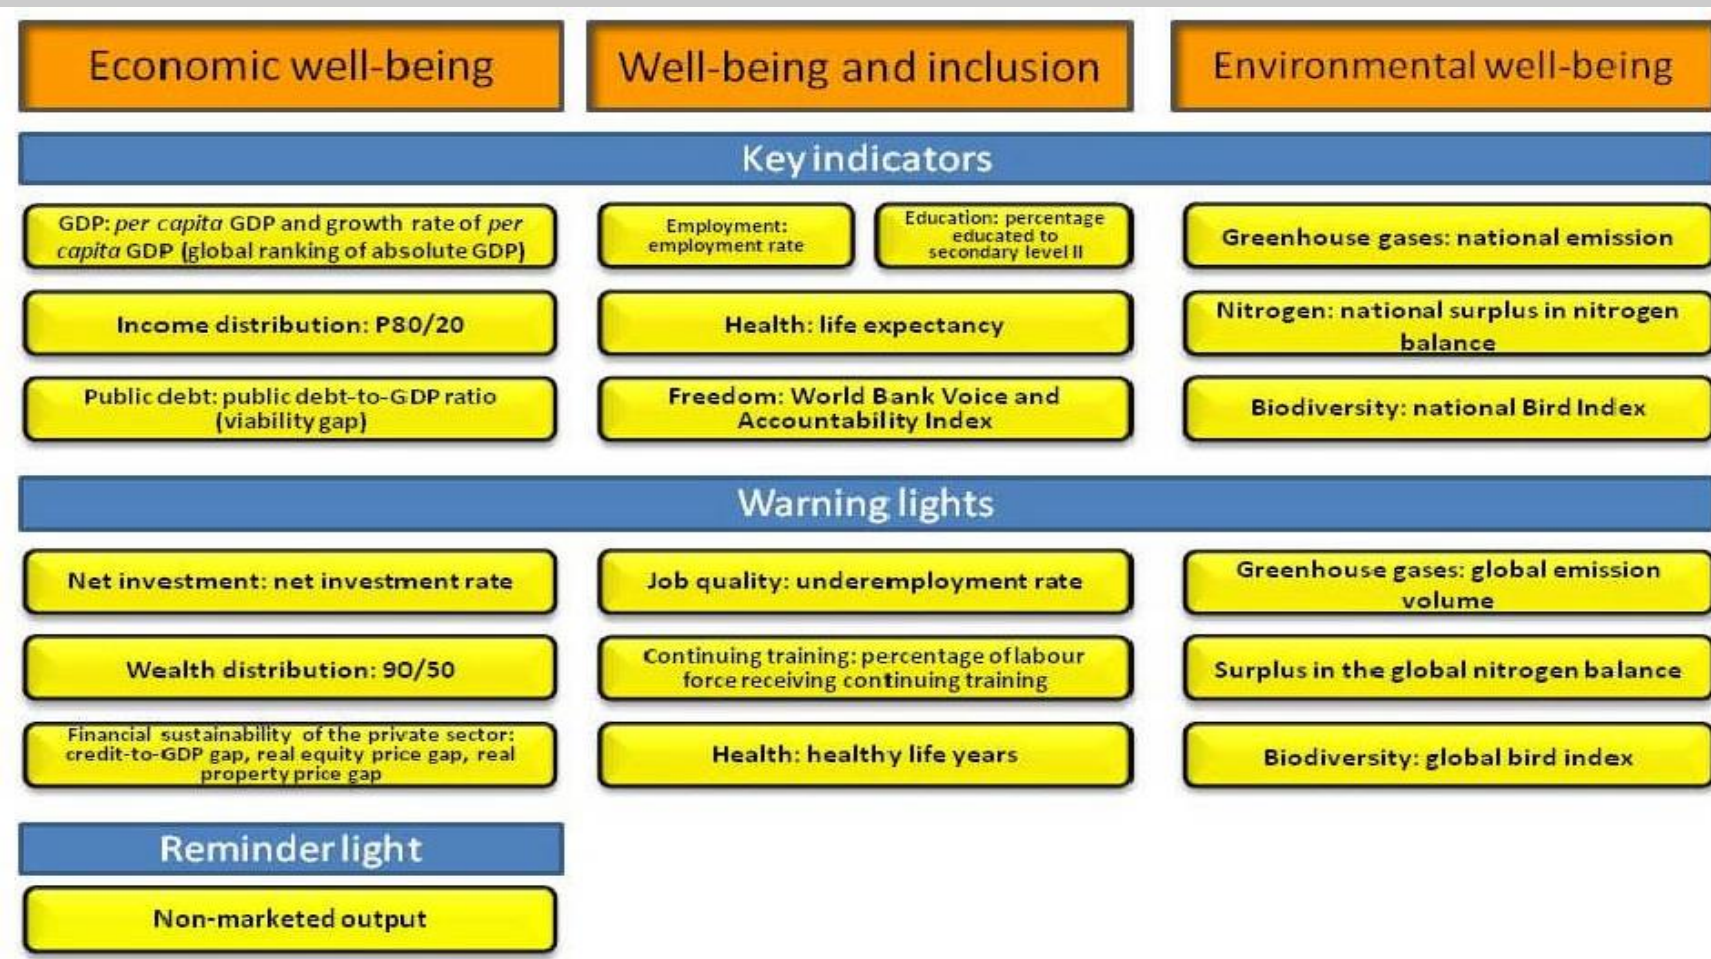 Economic well-being
Well-being and inclusion
Environmental well-being
Key indicators
GDP: per capita GDP and growth rate of per
capita GDP (global ranking of absolute GDP)
Employment:
employment rate
Education: percentage
educated to
secondary level II
Greenhouse gases: national emission
Income distribution: P80/20
Health: life expectancy
Nitrogen: national surplus in nitrogen
balance
Public debt: public debt-to-GDP ratio
(viability gap)
Freedom: World Bank Voice and
Accountability Index
Biodiversity: national Bird Index
Warning lights
Net investment: net investment rate
Job quality: underemployment rate
Greenhouse gases: global emission
volume
Wealth distribution: 90/50
Continuing training: percentage of labour
force receiving continuing training
Surplus in the global nitrogen balance
Financial sustainability of the private sector:
credit-to-GDP gap, real equity price gap, real
property price gap
Health: healthy life years
Biodiversity: global bird index
Reminder light
Non-marketed output